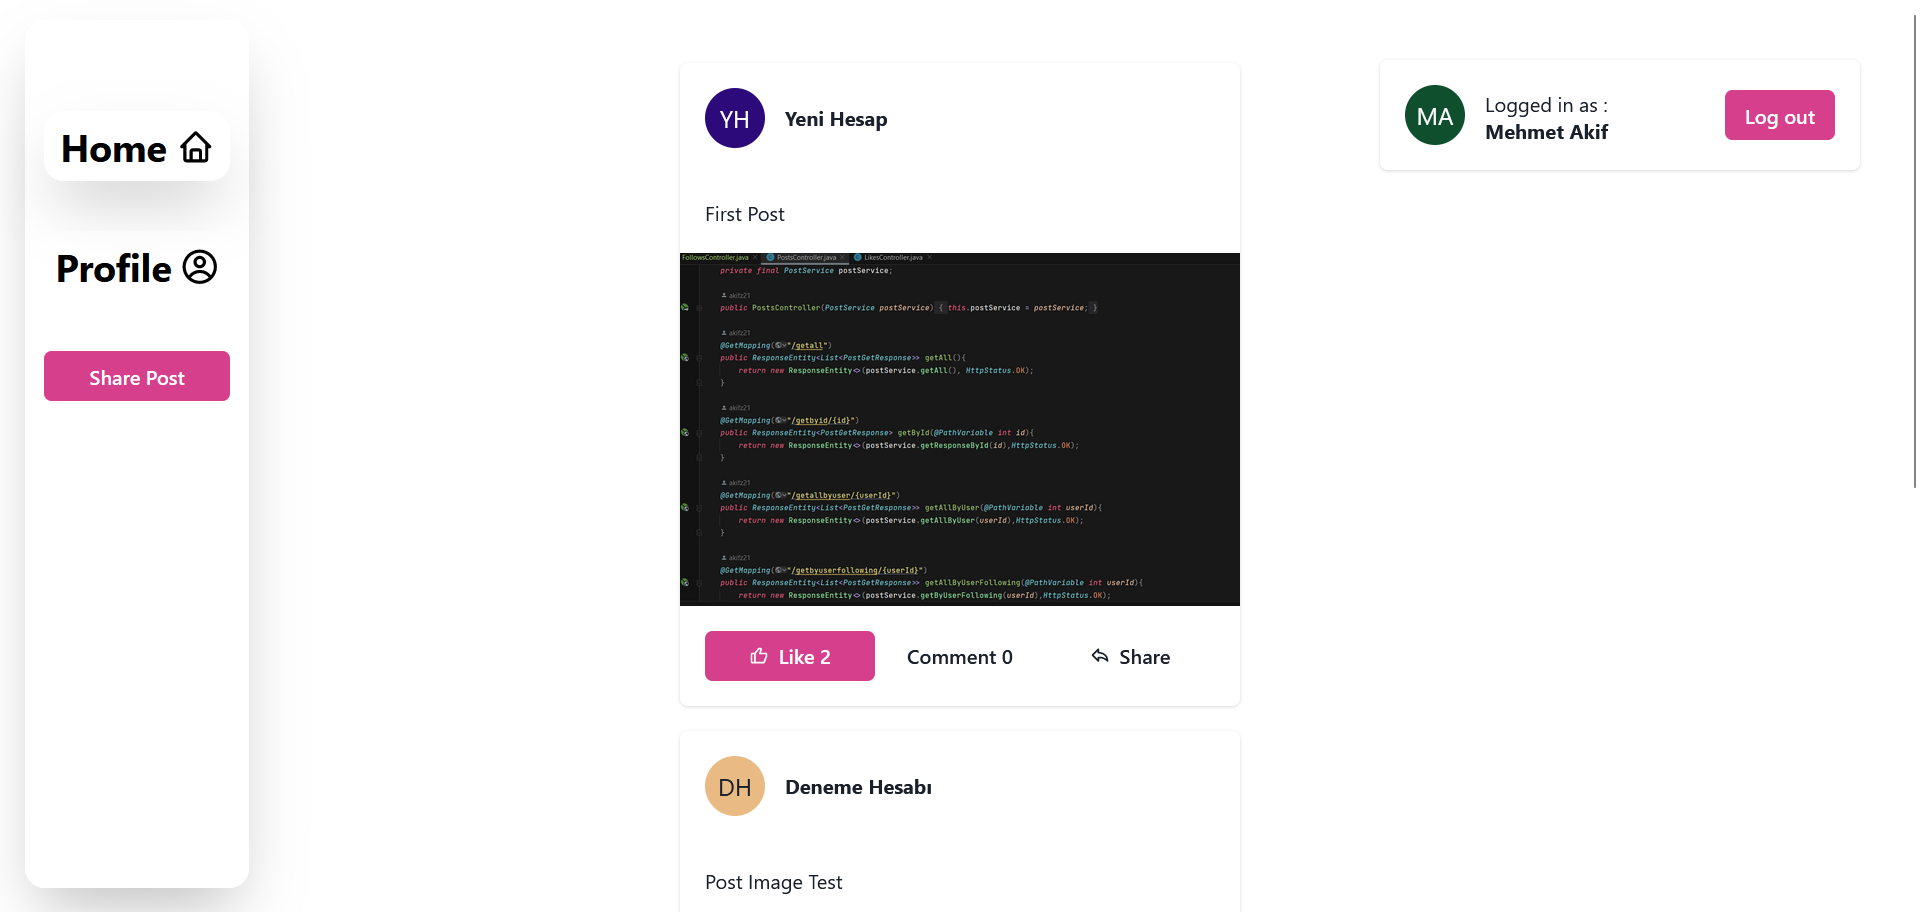 Home
Profile
Share Post
YH
Yeni Hesap
First Post
FollowsController.java × PostsController.java × LikesController.java ×
private final PostService postService;
akifz21
public PostsController(PostService postService) { this.postService = postService; }
akifz21
@GetMapping("/getall")
public ResponseEntity<List<PostGetResponse>> getAll(){
return new ResponseEntity<>(postService.getAll(), HttpStatus.OK);
}
akifz21
@GetMapping("/getbyid/{id}")
public ResponseEntity<PostGetResponse> getById(@PathVariable int id){
return new ResponseEntity<>(postService.getResponseById(id),HttpStatus.OK);
}
akifz21
@GetMapping("/getallbyuser/{userId}")
public ResponseEntity<List<PostGetResponse>> getAllByUser(@PathVariable int userId){
return new ResponseEntity<>(postService.getAllByUser(userId),HttpStatus.OK);
}
akifz21
@GetMapping("/getbyuserfollowing/{userId}")
public ResponseEntity<List<PostGetResponse>> getAllByUserFollowing(@PathVariable int userId){
return new ResponseEntity<>(postService.getByUserFollowing(userId),HttpStatus.OK);
Like 2
Comment 0
Share
DH
Deneme Hesabı
Post Image Test
MA
Logged in as :
Mehmet Akif
Log out